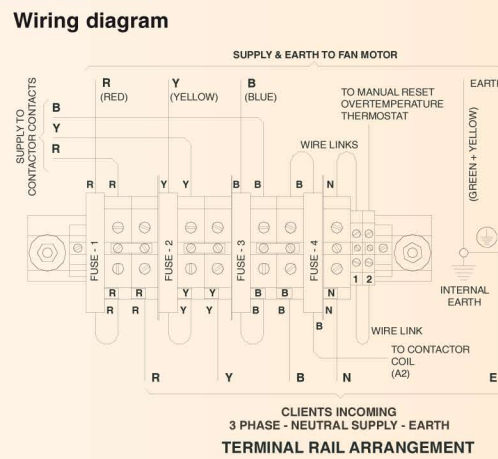 Wiring diagram
SUPPLY & EARTH TO FAN MOTOR
R Y B EARTH
(RED) (YELLOW) (BLUE)
SUPPLY TO
CONTACTOR CONTACTS
B
Y
R
TO MANUAL RESET
OVERTEMPERATURE
THERMOSTAT
WIRE LINKS
(GREEN + YELLOW)
R R Y Y B B B N
FUSE - 1
FUSE - 2
FUSE - 3
FUSE - 4
1 2
INTERNAL
EARTH
R R Y Y B B N
R R Y Y B B N
B
WIRE LINK
TO CONTACTOR
COIL
(A2)
R Y B N E
CLIENTS INCOMING
3 PHASE - NEUTRAL SUPPLY - EARTH
TERMINAL RAIL ARRANGEMENT